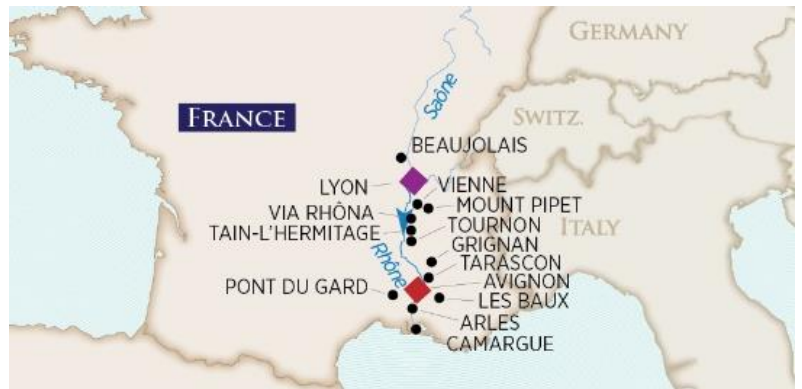 GERMANY
Saône
SWITZ.
FRANCE
BEAUJOLAIS
LYON
VIENNE
MOUNT PIPET
VIA RHÔNA
TOURNON
TAIN-L'HERMITAGE
ITALY
GRIGNAN
Rhône
TARASCON
AVIGNON
PONT DU GARD
LES BAUX
ARLES
CAMARGUE